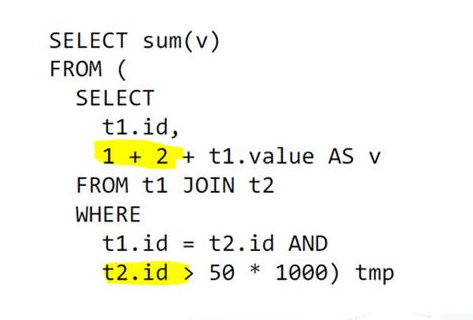 SELECT sum(v)
FROM (
SELECT
t1.id,
1 + 2 + t1.value AS v
FROM t1 JOIN t2
WHERE
t1.id = t2.id AND
t2.id > 50 * 1000) tmp